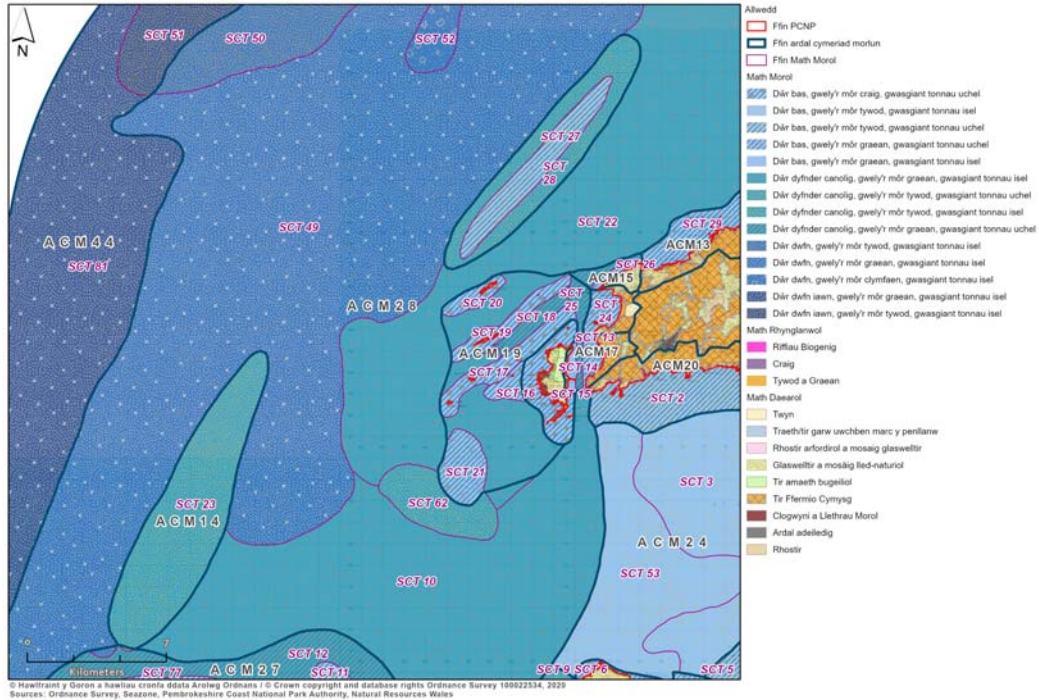 SCT 51
SCT 50
SCT 52
N
SCT 27
SCT 28
SCT 49
SCT 22
SCT 29
ACM13
ACM44
SCT 81
SCT 26
ACM15
SCT 25
SCT 24
SCT 20
ACM28
SCT 18
SCT 19
SCT 13
ACM19
ACM17
SCT 17
SCT 14
ACM20
SCT 16
SCT 15
SCT 2
SCT 21
SCT 3
SCT 23
SCT 62
ACM14
ACM24
SCT 10
SCT 53
0
7
Kilometers
SCT 12
SCT 77
ACM27
SCT 11
SCT 9
SCT 6
SCT 5
© Hawlfraint y Goron a hawliau cronfa ddata Arolwg Ordnans / © Crown copyright and database rights Ordnance Survey 100022534, 2020
Sources: Ordnance Survey, Seazone, Pembrokeshire Coast National Park Authority, Natural Resources Wales
Allwedd
Ffin PCNP
Ffin ardal cymeriad morlun
Ffin Math Morol
Math Morol
Dŵr bas, gwely'r môr craig, gwasgiant tonnau uchel
Dŵr bas, gwely'r môr tywod, gwasgiant tonnau isel
Dŵr bas, gwely'r môr tywod, gwasgiant tonnau uchel
Dŵr bas, gwely'r môr graean, gwasgiant tonnau uchel
Dŵr bas, gwely'r môr graean, gwasgiant tonnau isel
Dŵr dyfnder canolig, gwely'r môr graean, gwasgiant tonnau isel
Dŵr dyfnder canolig, gwely'r môr tywod, gwasgiant tonnau uchel
Dŵr dyfnder canolig, gwely'r môr tywod, gwasgiant tonnau isel
Dŵr dyfnder canolig, gwely'r môr graean, gwasgiant tonnau uchel
Dŵr dwfn, gwely'r môr tywod, gwasgiant tonnau isel
Dŵr dwfn, gwely'r môr graean, gwasgiant tonnau isel
Dŵr dwfn, gwely'r môr clymfaen, gwasgiant tonnau isel
Dŵr dwfn iawn, gwely'r môr graean, gwasgiant tonnau isel
Dŵr dwfn iawn, gwely'r môr tywod, gwasgiant tonnau isel
Math Rhynglanwol
Riffiau Biogenig
Craig
Tywod a Graean
Math Daearol
Twyn
Traeth/tir garw uwchben marc y penllanw
Rhostir arfordirol a mosaig glaswelltir
Glaswelltir a mosäig lled-naturiol
Tir amaeth bugeiliol
Tir Ffermio Cymysg
Clogwyni a Llethrau Morol
Ardal adeiledig
Rhostir